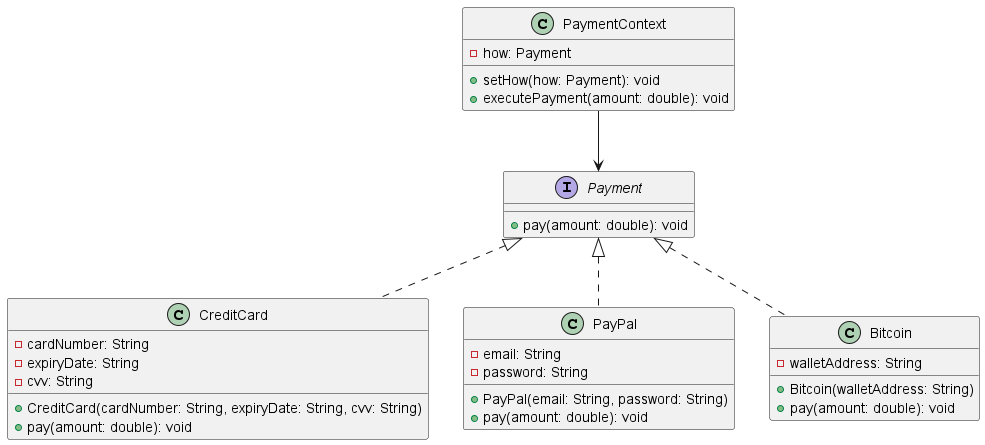 C PaymentContext
how: Payment
setHow(how: Payment): void
executePayment(amount: double): void
I Payment
pay(amount: double): void
C CreditCard
cardNumber: String
expiryDate: String
cvv: String
CreditCard(cardNumber: String, expiryDate: String, cvv: String)
pay(amount: double): void
C PayPal
email: String
password: String
PayPal(email: String, password: String)
pay(amount: double): void
C Bitcoin
walletAddress: String
Bitcoin(walletAddress: String)
pay(amount: double): void